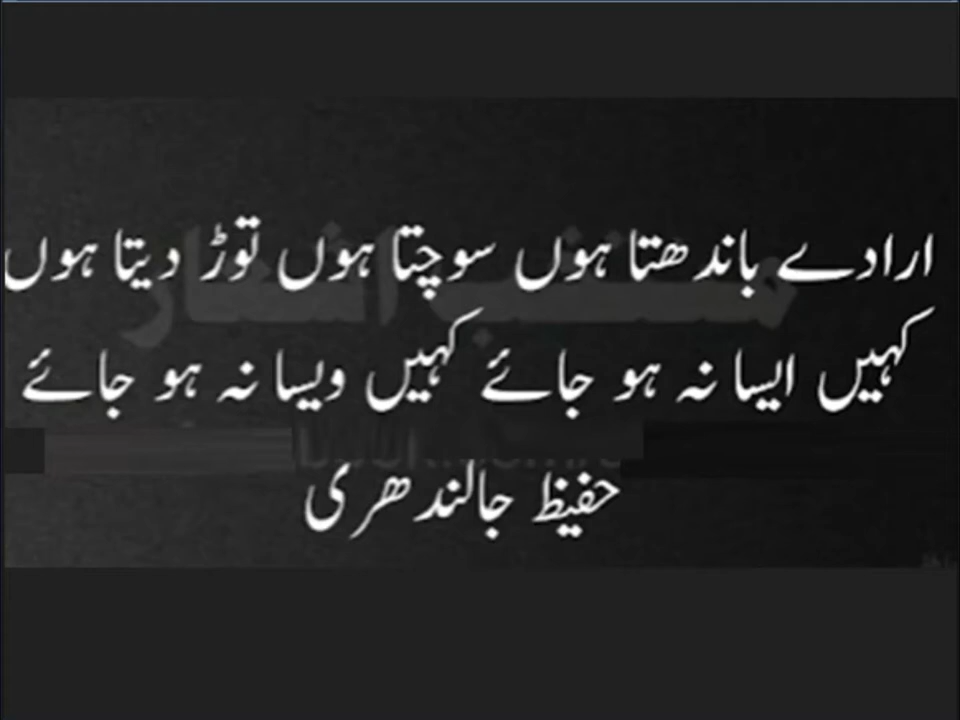 ارادے باندھتا ہوں سوچتا ہوں توڑ دیتا ہوں
کہیں ایسا نہ ہو جائے کہیں ویسا نہ ہو جائے
حفیظ جالندھری